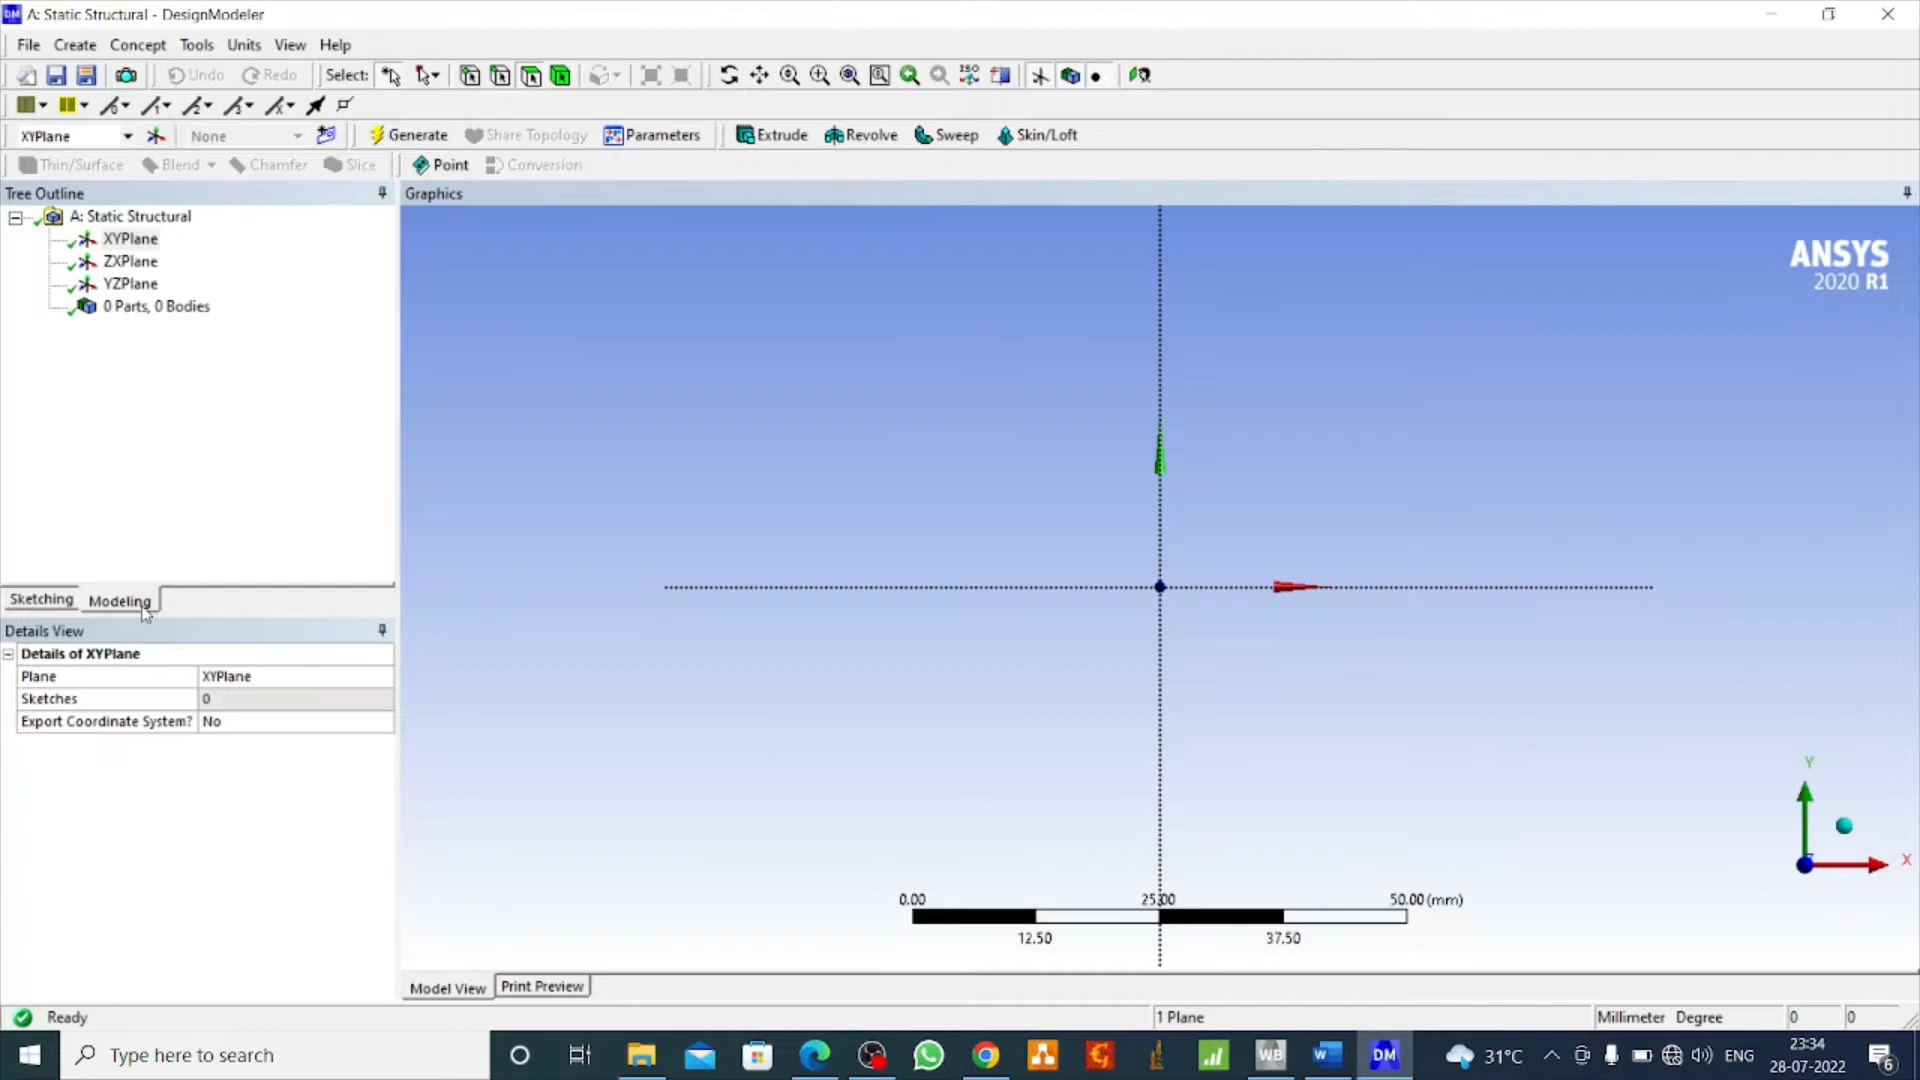 A: Static Structural - DesignModeler
File Create Concept Tools Units View Help
Undo Redo Select: ISO
XYPlane None Generate Share Topology Parameters Extrude Revolve Sweep Skin/Loft
Thin/Surface Blend Chamfer Slice Point Conversion
Tree Outline
A: Static Structural
XYPlane
ZXPlane
YZPlane
0 Parts, 0 Bodies
Sketching Modeling
Details View
Details of XYPlane
Plane XYPlane
Sketches 0
Export Coordinate System? No
Graphics
ANSYS
2020 R1
Y
X
0.00 25.00 50.00 (mm)
12.50 37.50
Model View Print Preview
Ready 1 Plane Millimeter Degree 0 0
Type here to search WB W DM 31°C ENG 23:34
28-07-2022 6